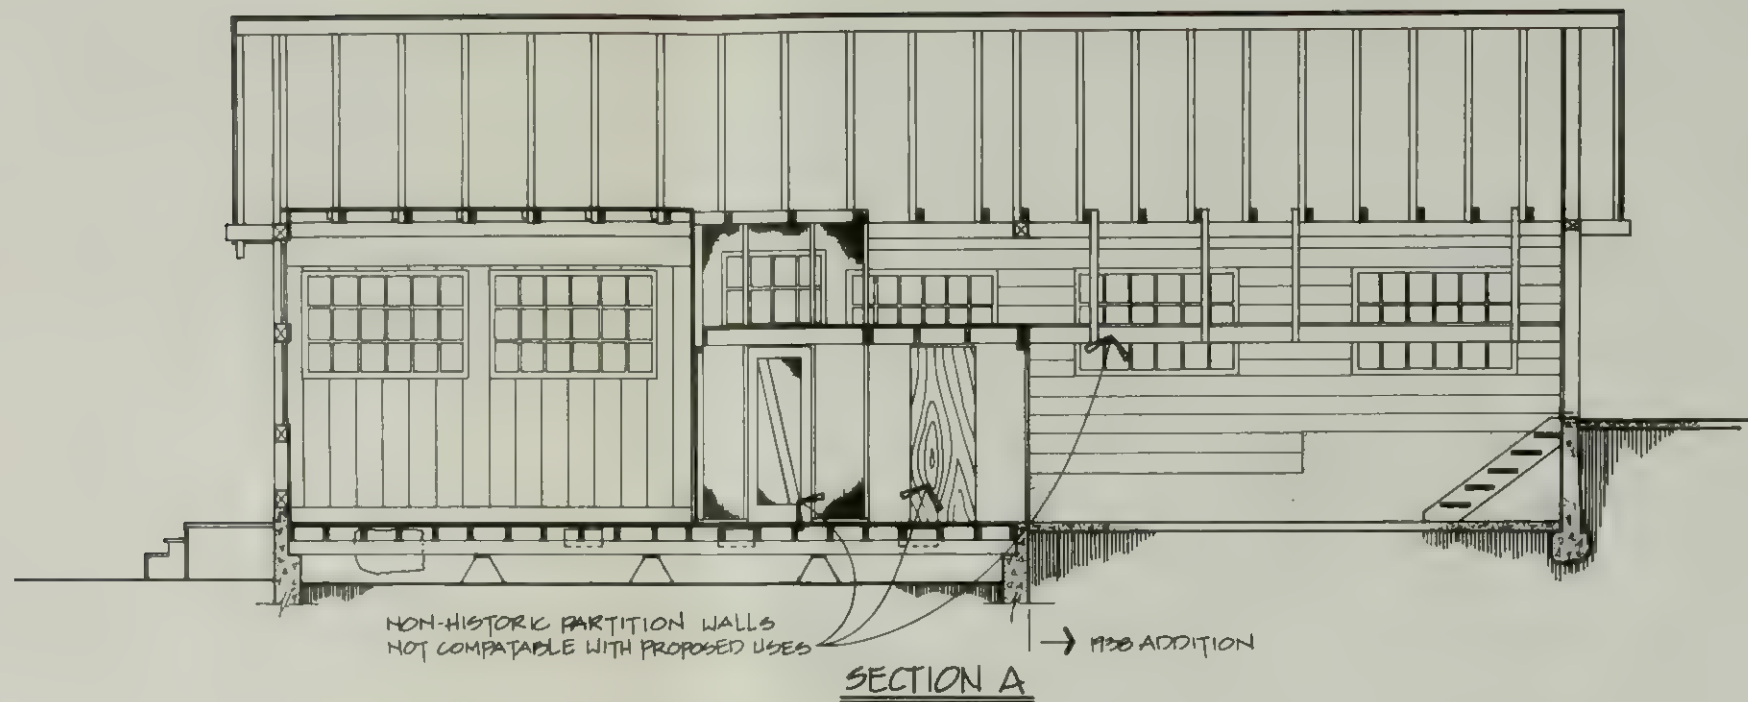 NON-HISTORIC PARTITION WALLS
NOT COMPATABLE WITH PROPOSED USES
→ 1938 ADDITION
SECTION A